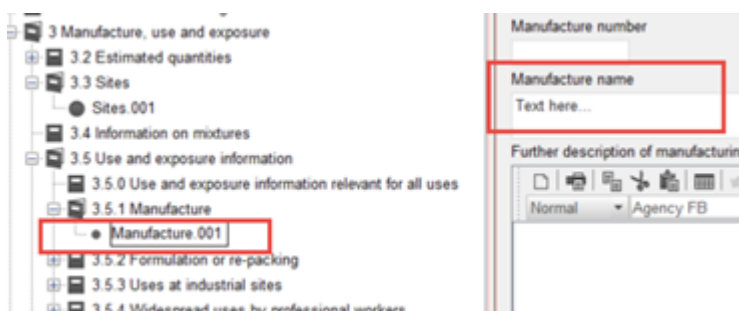 3 Manufacture, use and exposure
3.2 Estimated quantities
3.3 Sites
Sites.001
3.4 Information on mixtures
3.5 Use and exposure information
3.5.0 Use and exposure information relevant for all uses
3.5.1 Manufacture
Manufacture.001
3.5.2 Formulation or re-packing
3.5.3 Uses at industrial sites
3.5.4 Widespread uses by professional workers
Manufacture number
Manufacture name
Text here...
Further description of manufacturin
Normal Agency FB